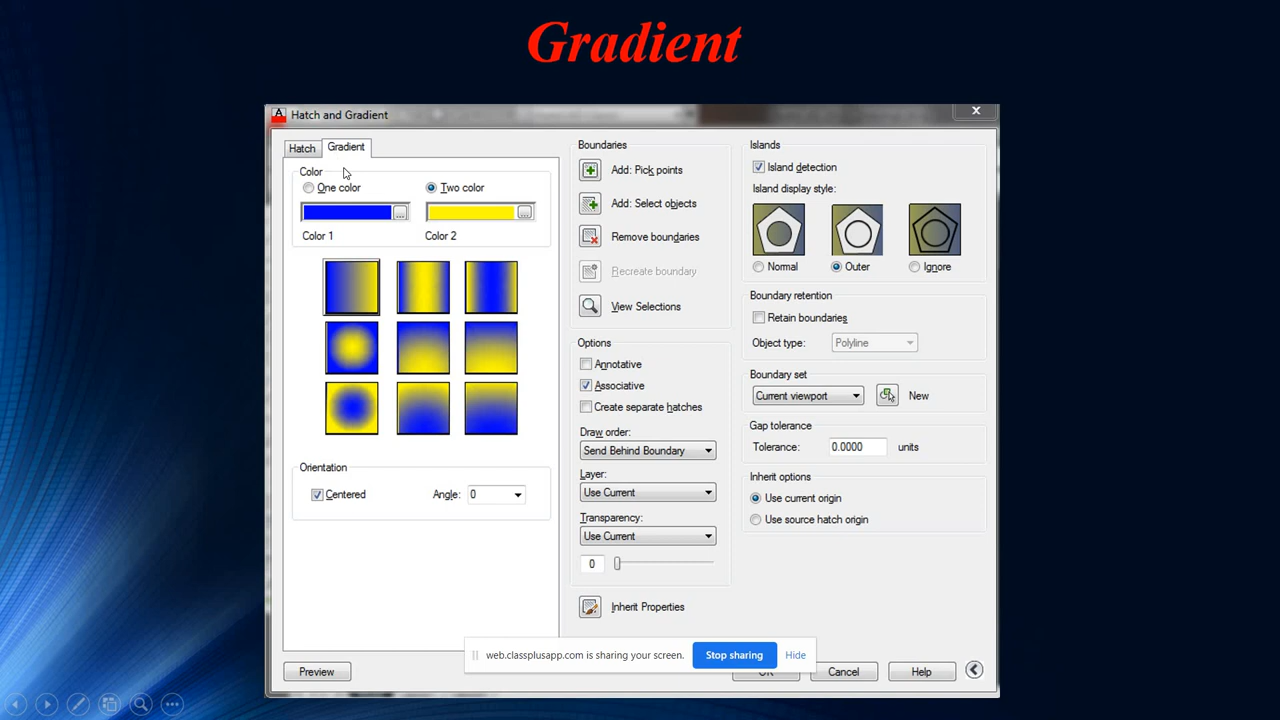 Gradient
A
Hatch and Gradient
Hatch
Gradient
Color
One color
Two color
...
...
Color 1
Color 2
Orientation
Centered
Angle: 0
Preview
Boundaries
Add: Pick points
Add: Select objects
Remove boundaries
Recreate boundary
View Selections
Options
Annotative
Associative
Create separate hatches
Draw order:
Send Behind Boundary
Layer:
Use Current
Transparency:
Use Current
0
Inherit Properties
Islands
Island detection
Island display style:
Normal
Outer
Ignore
Boundary retention
Retain boundaries
Object type: Polyline
Boundary set
Current viewport
New
Gap tolerance
Tolerance: 0.0000 units
Inherit options
Use current origin
Use source hatch origin
web.classplusapp.com is sharing your screen.
Stop sharing
Hide
OK
Cancel
Help